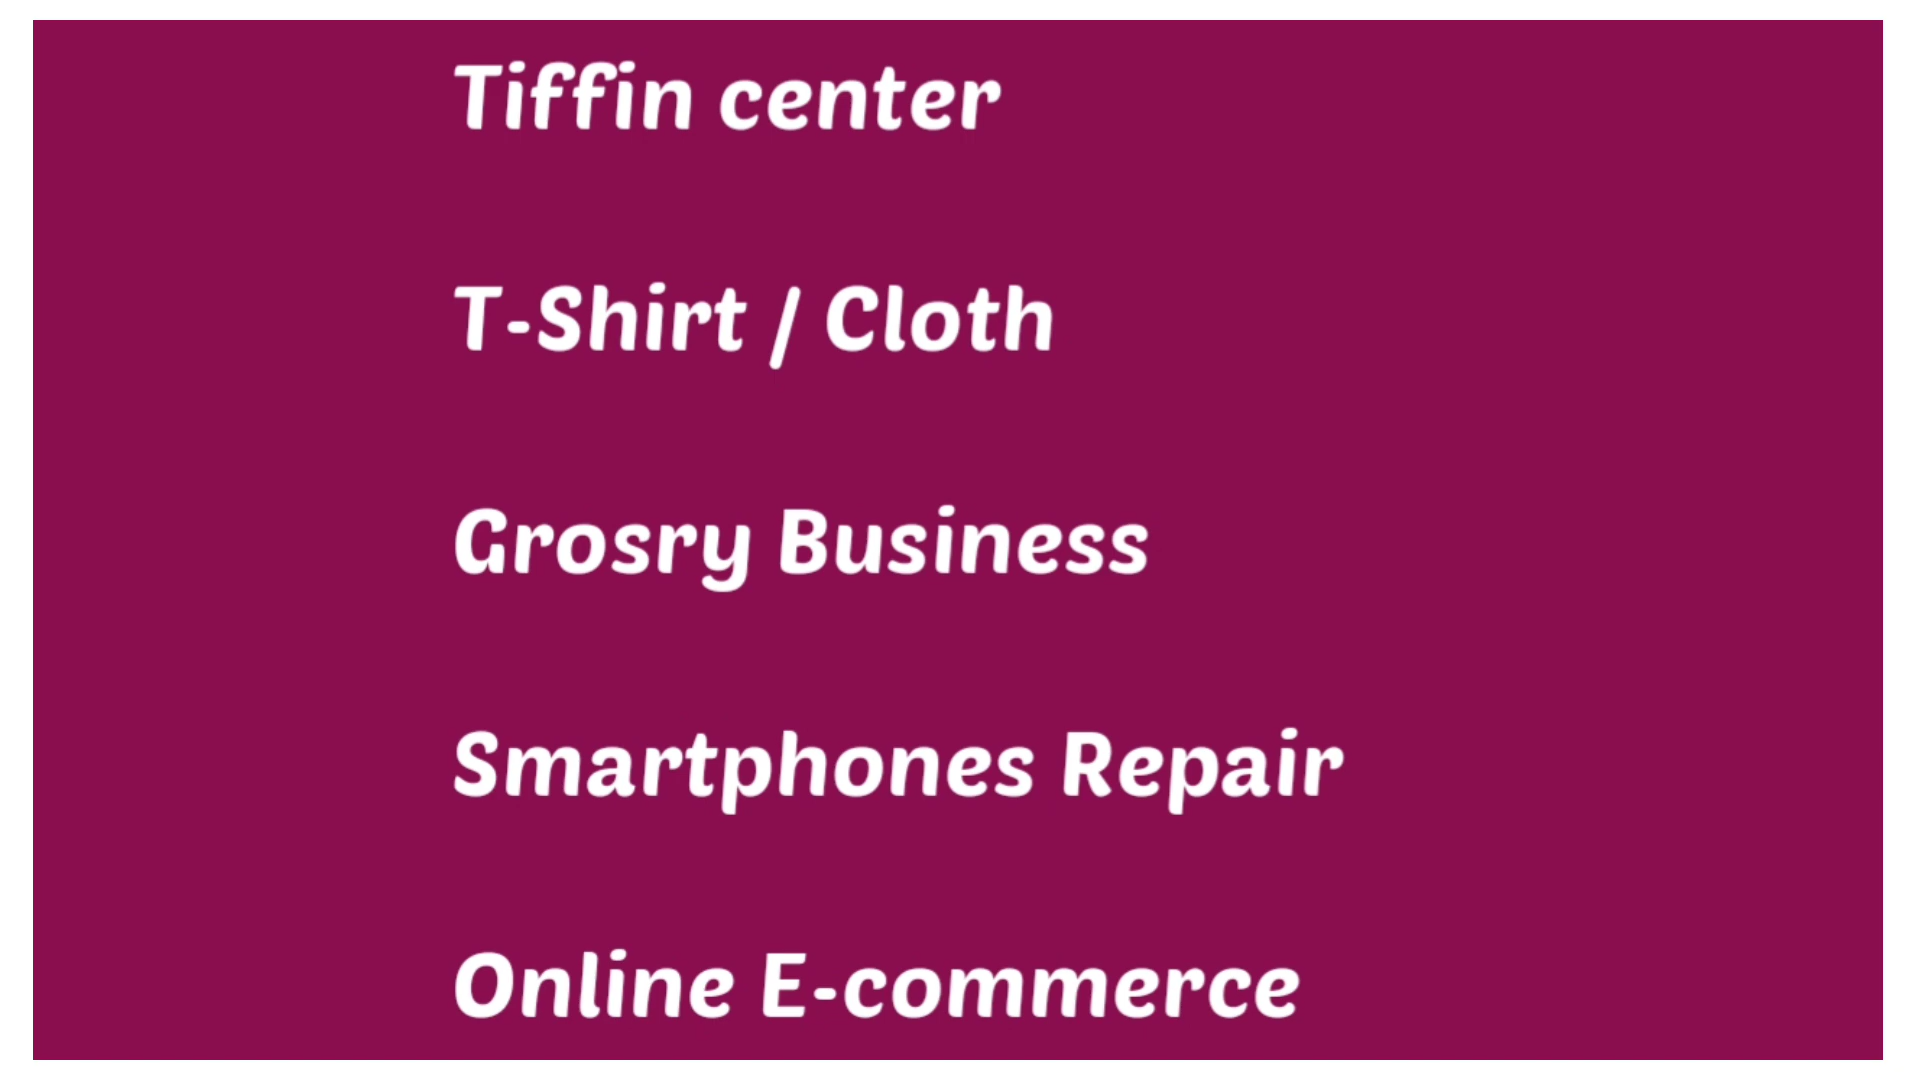 Tiffin center
T-Shirt / Cloth
Grosry Business
Smartphones Repair
Online E-commerce